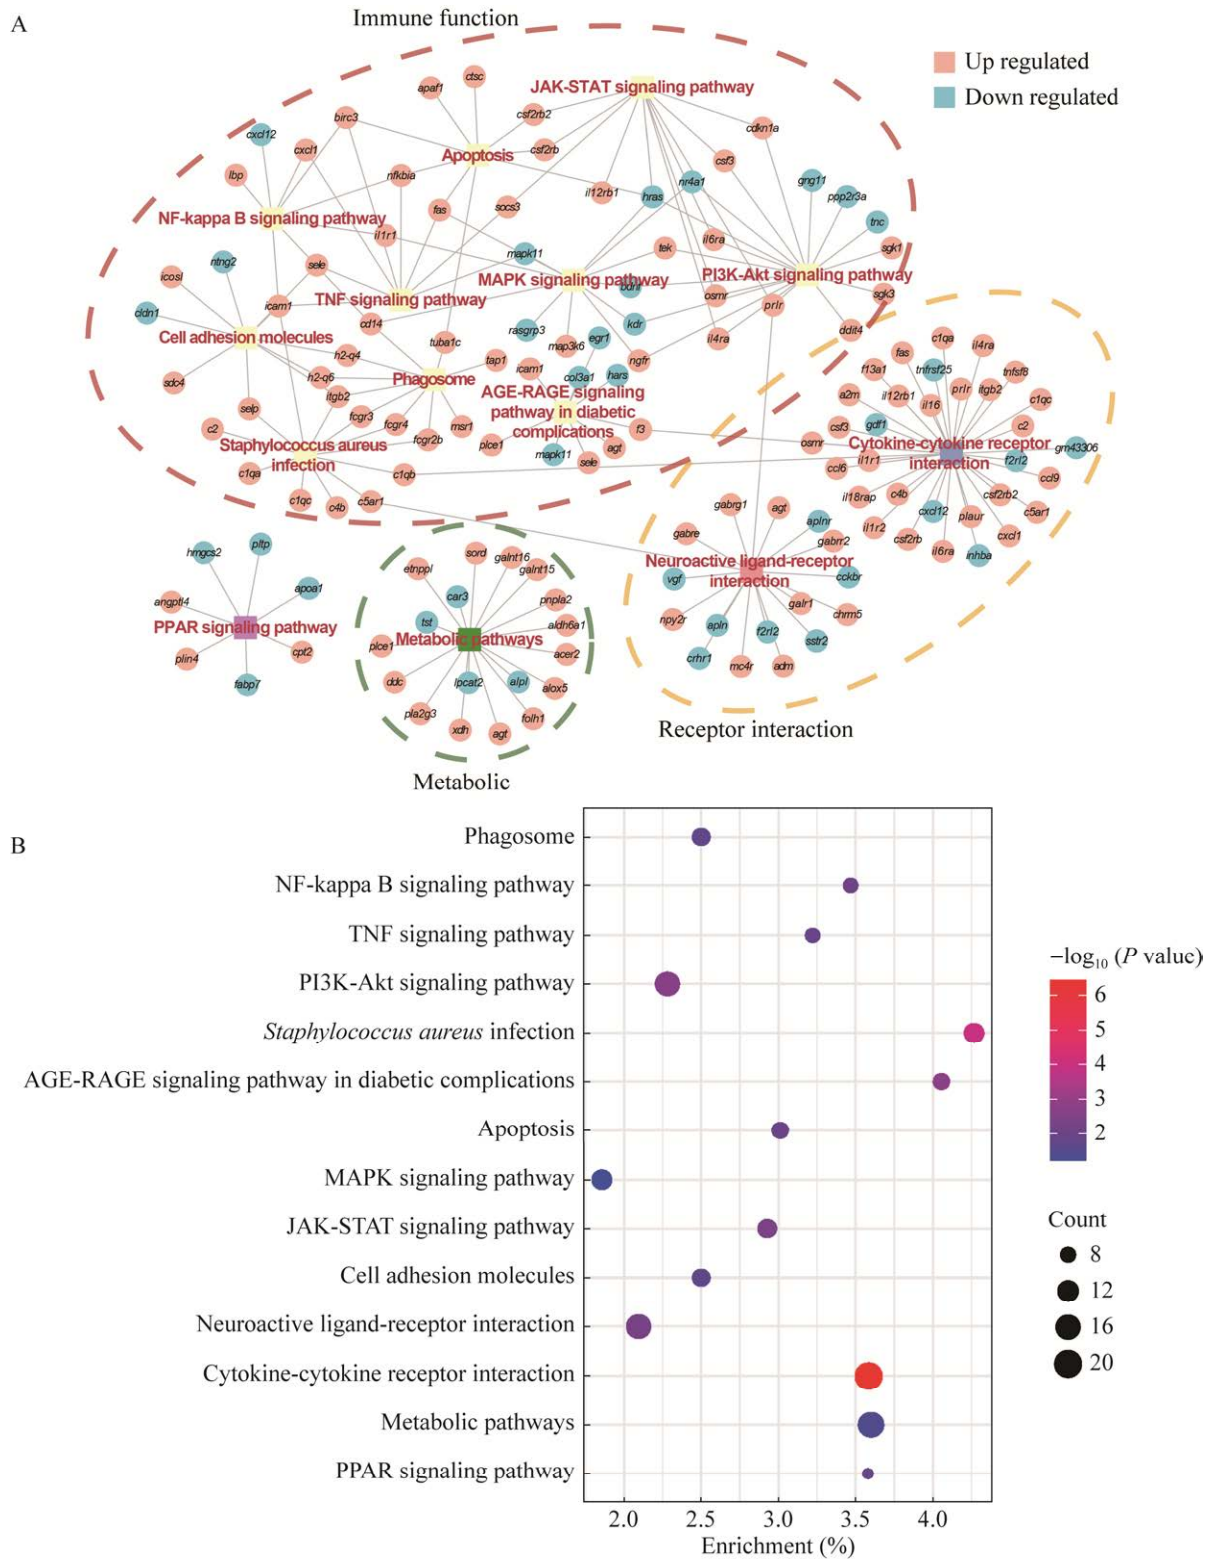 A
Immune function
Up regulated
Down regulated
ctsc
apaf1
JAK-STAT signaling pathway
csf2rb2
birc3
cxcl12
cdkn1a
cxcl1
Apoptosis
csf2rb
csf3
lbp
nfkbia
il12rb1
hras
nr4a1
gng11
ppp2r3a
fas
socs3
tnc
NF-kappa B signaling pathway
il1r1
mapk11
tek
il6ra
sgk1
ntng2
icosl
sele
MAPK signaling pathway
PI3K-Akt signaling pathway
TNF signaling pathway
osmr
prlr
sgk3
cldn1
icam1
cd14
rasgrp3
kdr
egr1
ddit4
Cell adhesion molecules
tuba1c
map3k6
il4ra
h2-q4
tap1
icam1
ngfr
c1qa
il4ra
fas
sdc4
h2-q6
Phagosome
col3a1
hars
f13a1
tnfrsf25
tnfsf8
itgb2
AGE-RAGE signaling
pathway in diabetic
complications
a2m
il12rb1
prlr
itgb2
il16
c1qc
selp
fcgr3
fcgr4
c2
msr1
f3
csf3
gdf1
c2
Staphylococcus aureus
infection
fcgr2b
plce1
agt
osmr
Cytokine-cytokine receptor
interaction
gm43306
mapk11
sele
il1r1
f2rl2
c1qa
c1qb
ccl6
ccl9
c1qc
c4b
c5ar1
il18rap
c4b
csf2rb2
c5ar1
gabrg1
agt
aplnr
cxcl12
plaur
il1r2
cxcl1
gabre
gabrr2
csf2rb
il6ra
inhba
hmgcs2
pltp
sord
galnt16
galnt15
Neuroactive ligand-receptor
interaction
etnppl
vgf
cckbr
apoa1
car3
pnpla2
angptl4
galr1
chrm5
npy2r
tst
aldh6a1
apln
f2rl2
PPAR signaling pathway
Metabolic pathways
sstr2
plce1
acer2
plin4
cpt2
crhr1
mc4r
adm
ddc
lpcat2
alpl
alox5
fabp7
pla2g3
folh1
xdh
agt
Receptor interaction
Metabolic
B
Phagosome
NF-kappa B signaling pathway
TNF signaling pathway
PI3K-Akt signaling pathway
Staphylococcus aureus infection
AGE-RAGE signaling pathway in diabetic complications
Apoptosis
MAPK signaling pathway
JAK-STAT signaling pathway
Cell adhesion molecules
Neuroactive ligand-receptor interaction
Cytokine-cytokine receptor interaction
Metabolic pathways
PPAR signaling pathway
2.0 2.5 3.0 3.5 4.0
Enrichment (%)
−log₁₀ (P valuc)
6
5
4
3
2
Count
8
12
16
20